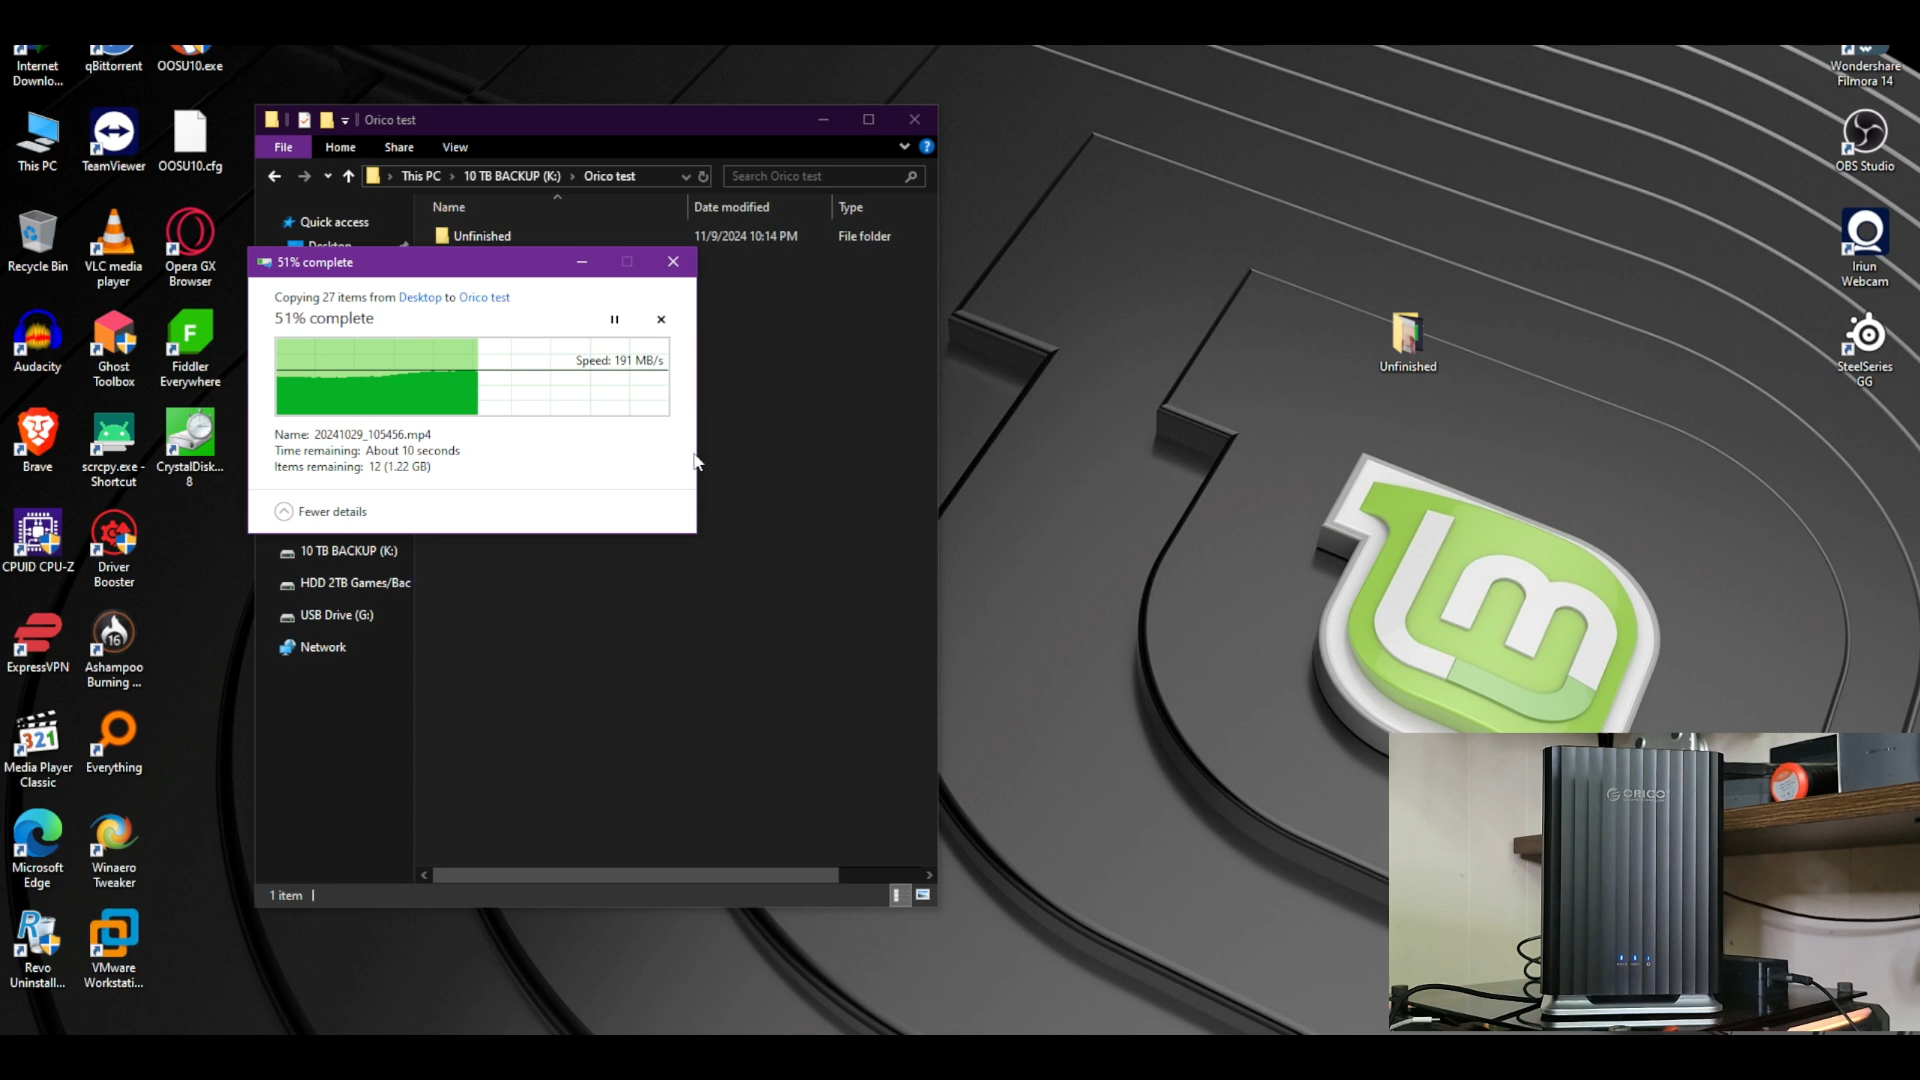 Internet
Downlo...
qBittorrent
OOSU10.exe
This PC
TeamViewer
OOSU10.cfg
Recycle Bin
VLC media
player
Opera GX
Browser
Audacity
Ghost
Toolbox
Fiddler
Everywhere
Brave
scrcpy.exe -
Shortcut
CrystalDisk...
8
CPUID CPU-Z
Driver
Booster
ExpressVPN
16
Ashampoo
Burning ...
321
Media Player
Classic
Everything
Microsoft
Edge
Winaero
Tweaker
Revo
Uninstall...
VMware
Workstati...
Orico test
File
Home
Share
View
This PC > 10 TB BACKUP (K:) > Orico test
Search Orico test
Quick access
Desktop
Name
Date modified
Type
Unfinished
11/9/2024 10:14 PM
File folder
51% complete
Copying 27 items from Desktop to Orico test
51% complete
Speed: 191 MB/s
Name: 20241029_105456.mp4
Time remaining: About 10 seconds
Items remaining: 12 (1.22 GB)
Fewer details
10 TB BACKUP (K:)
HDD 2TB Games/Bac
USB Drive (G:)
Network
1 item
Unfinished
Wondershare
Filmora 14
OBS Studio
Iriun
Webcam
SteelSeries
GG
ORICO